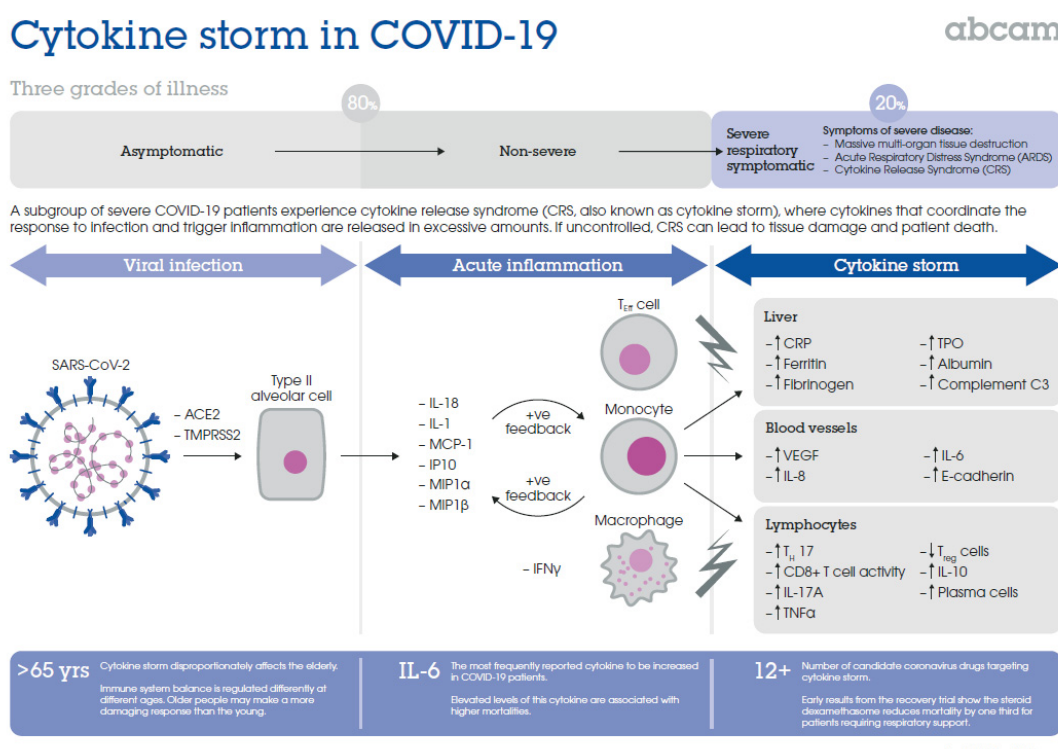 Cytokine storm in COVID-19
abcam
Three grades of illness
80%
20%
Asymptomatic
Non-severe
Severe
respiratory
symptomatic
Symptoms of severe disease:
– Massive multi-organ tissue destruction
– Acute Respiratory Distress Syndrome (ARDS)
– Cytokine Release Syndrome (CRS)
A subgroup of severe COVID-19 patients experience cytokine release syndrome (CRS, also known as cytokine storm), where cytokines that coordinate the
response to infection and trigger inflammation are released in excessive amounts. If uncontrolled, CRS can lead to tissue damage and patient death.
Viral infection
Acute inflammation
Cytokine storm
SARS-CoV-2
– ACE2
– TMPRSS2
Type II
alveolar cell
– IL-18
– IL-1
– MCP-1
– IP10
– MIP1α
– MIP1β
+ve
feedback
+ve
feedback
– IFNγ
TEff cell
Monocyte
Macrophage
Liver
–↑CRP
–↑Ferritin
–↑Fibrinogen
–↑TPO
–↑Albumin
–↑Complement C3
Blood vessels
–↑VEGF
–↑IL-8
–↑IL-6
–↑E-cadherin
Lymphocytes
–↑TH 17
–↑CD8+ T cell activity
–↑IL-17A
–↑TNFα
–↓Treg cells
–↑IL-10
–↑Plasma cells
>65 yrs
Cytokine storm disproportionately affects the elderly.
Immune system balance is regulated differently at
different ages. Older people may make a more
damaging response than the young.
IL-6
The most frequently reported cytokine to be increased
in COVID-19 patients.
Elevated levels of this cytokine are associated with
higher mortalities.
12+
Number of candidate coronavirus drugs targeting
cytokine storm.
Early results from the recovery trial show the steroid
dexamethasome reduces mortality by one third for
patients requiring respiratory support.